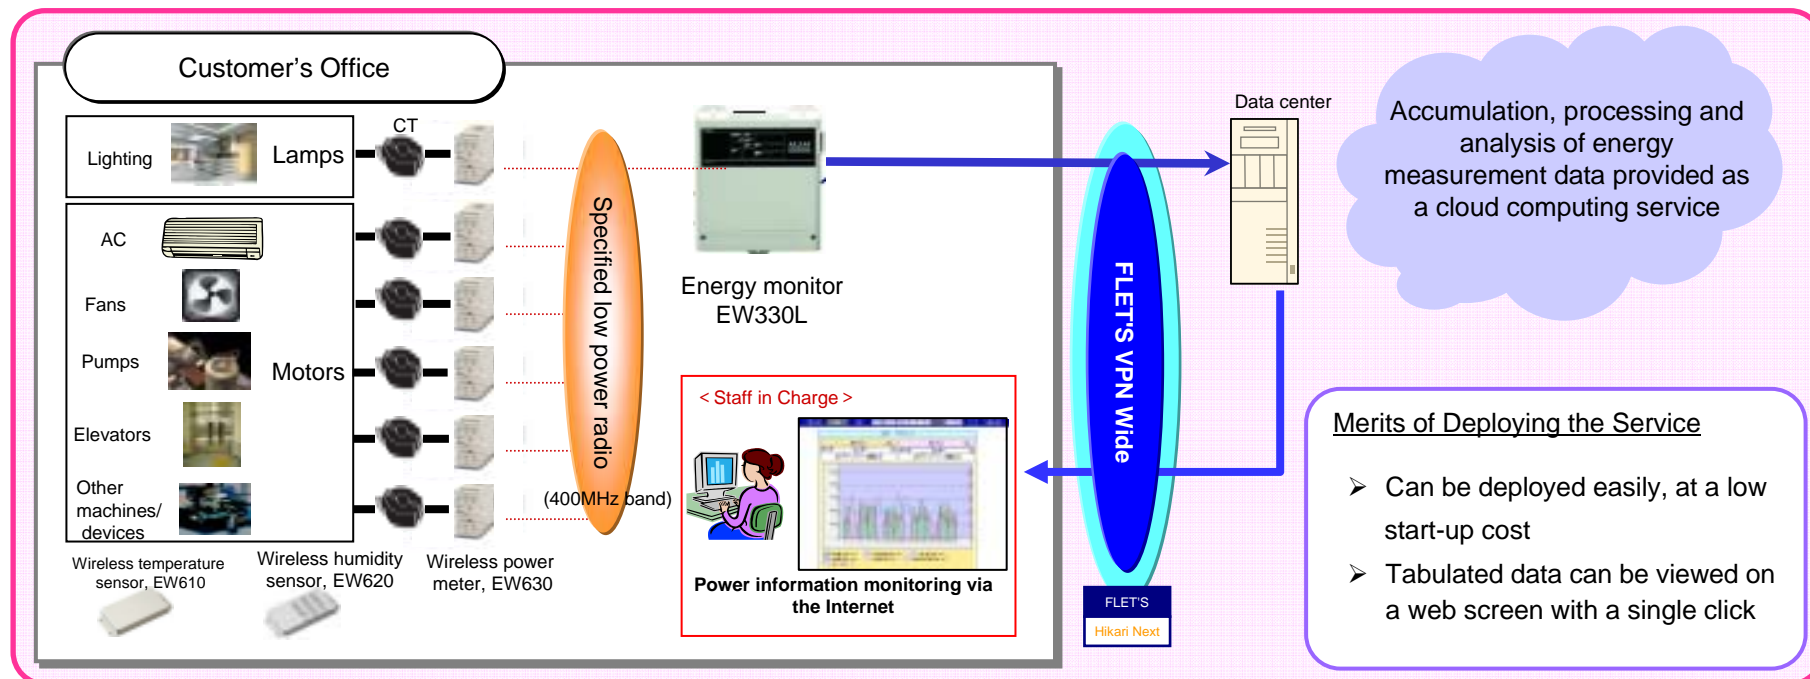 Customer's Office
CT
Lighting
Lamps
AC
Fans
Pumps
Motors
Elevators
Other
machines/
devices
Wireless temperature
sensor, EW610
Wireless humidity
sensor, EW620
Wireless power
meter, EW630
Specified low power radio
(400MHz band)
Energy monitor
EW330L
< Staff in Charge >
Power information monitoring via
the Internet
FLET'S VPN Wide
FLET'S
Hikari Next
Data center
Accumulation, processing and
analysis of energy
measurement data provided as
a cloud computing service
Merits of Deploying the Service
➢ Can be deployed easily, at a low
start-up cost
➢ Tabulated data can be viewed on
a web screen with a single click